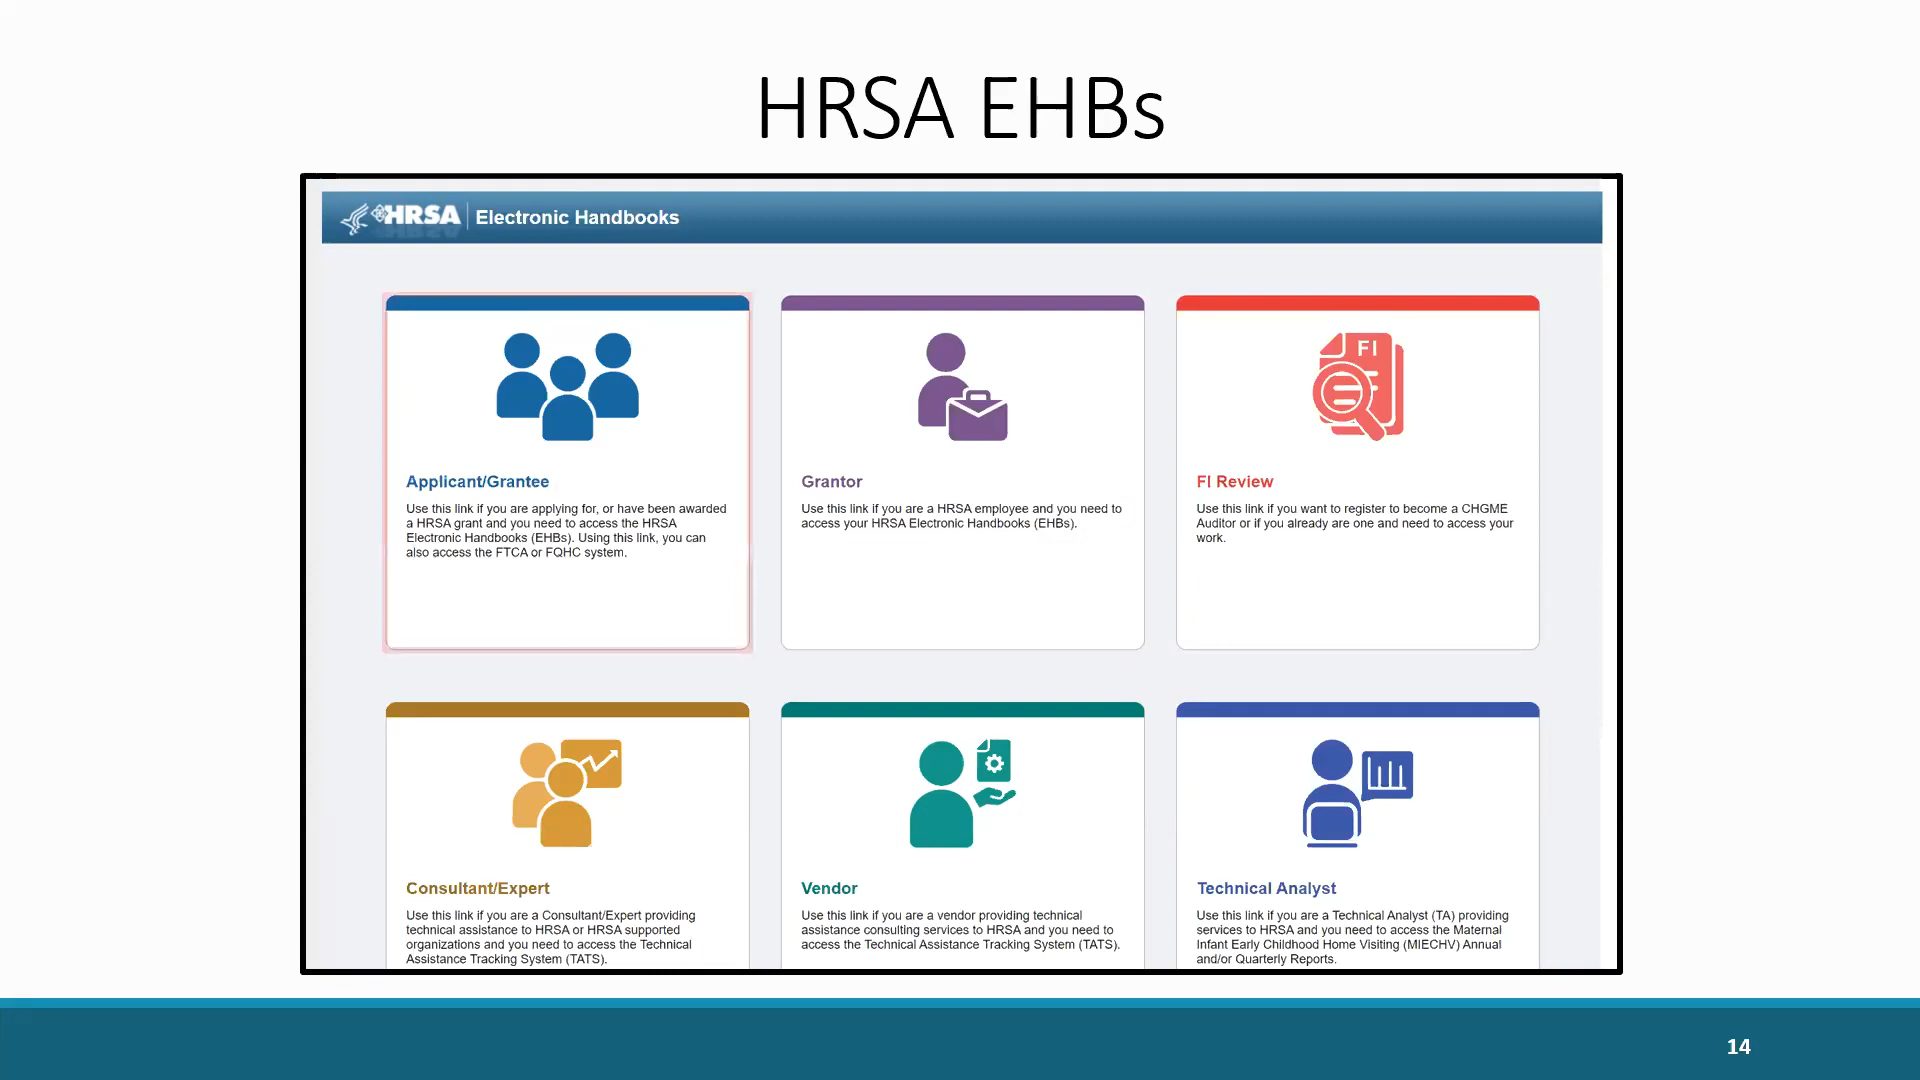 HRSA EHBs
HRSA Electronic Handbooks
Applicant/Grantee
Use this link if you are applying for, or have been awarded
a HRSA grant and you need to access the HRSA
Electronic Handbooks (EHBs). Using this link, you can
also access the FTCA or FQHC system.
Grantor
Use this link if you are a HRSA employee and you need to
access your HRSA Electronic Handbooks (EHBs).
FI
FI Review
Use this link if you want to register to become a CHGME
Auditor or if you already are one and need to access your
work.
Consultant/Expert
Use this link if you are a Consultant/Expert providing
technical assistance to HRSA or HRSA supported
organizations and you need to access the Technical
Assistance Tracking System (TATS).
Vendor
Use this link if you are a vendor providing technical
assistance consulting services to HRSA and you need to
access the Technical Assistance Tracking System (TATS).
Technical Analyst
Use this link if you are a Technical Analyst (TA) providing
services to HRSA and you need to access the Maternal
Infant Early Childhood Home Visiting (MIECHV) Annual
and/or Quarterly Reports.
14